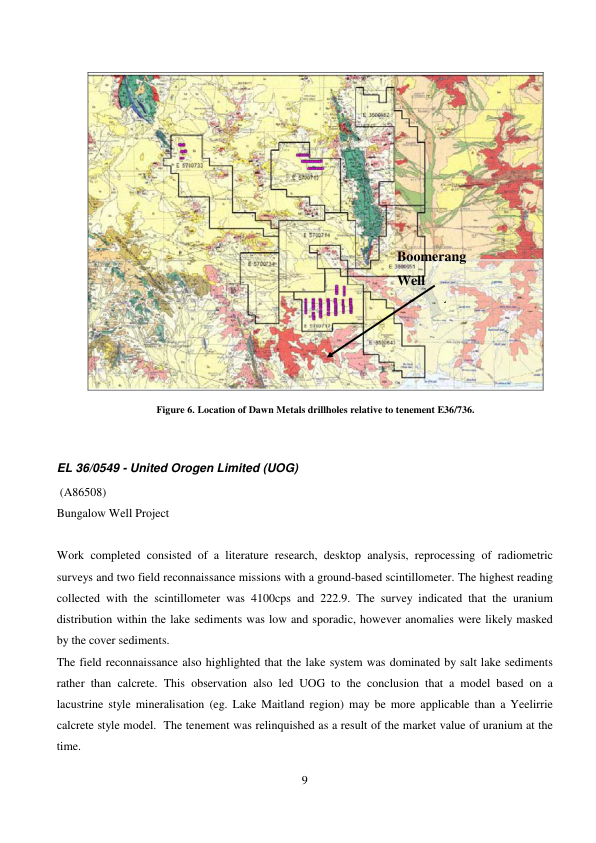 E 5700733
E 5700714
E 5700734
Boomerang
Well
Figure 6. Location of Dawn Metals drillholes relative to tenement E36/736.
EL 36/0549 - United Orogen Limited (UOG)
(A86508)
Bungalow Well Project
Work completed consisted of a literature research, desktop analysis, reprocessing of radiometric
surveys and two field reconnaissance missions with a ground-based scintillometer. The highest reading
collected with the scintillometer was 4100cps and 222.9. The survey indicated that the uranium
distribution within the lake sediments was low and sporadic, however anomalies were likely masked
by the cover sediments.
The field reconnaissance also highlighted that the lake system was dominated by salt lake sediments
rather than calcrete. This observation also led UOG to the conclusion that a model based on a
lacustrine style mineralisation (eg. Lake Maitland region) may be more applicable than a Yeelirrie
calcrete style model.  The tenement was relinquished as a result of the market value of uranium at the
time.
9